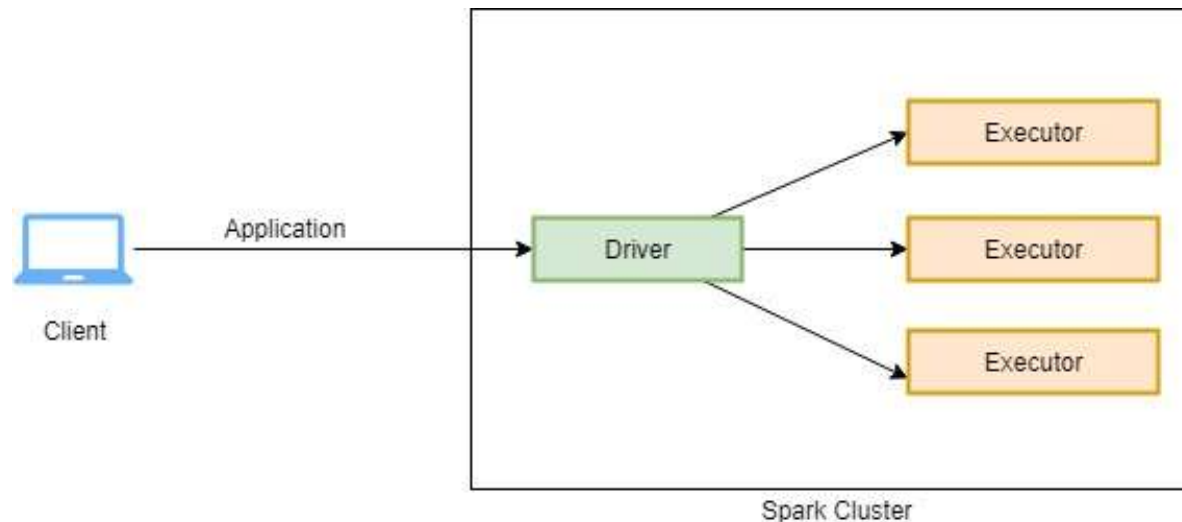 Application
Client
Driver
Executor
Executor
Executor
Spark Cluster